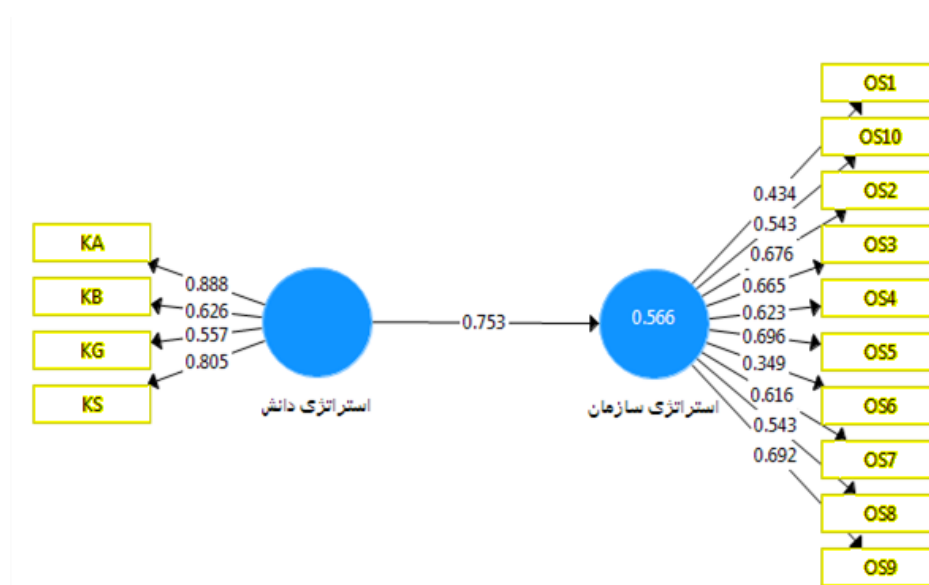 KA
KB
KG
KS
0.888
0.626
0.557
0.805
استراتژی دانش
0.753
0.566
استراتژی سازمان
0.434
0.543
0.676
0.665
0.623
0.696
0.349
0.616
0.543
0.692
OS1
OS10
OS2
OS3
OS4
OS5
OS6
OS7
OS8
OS9